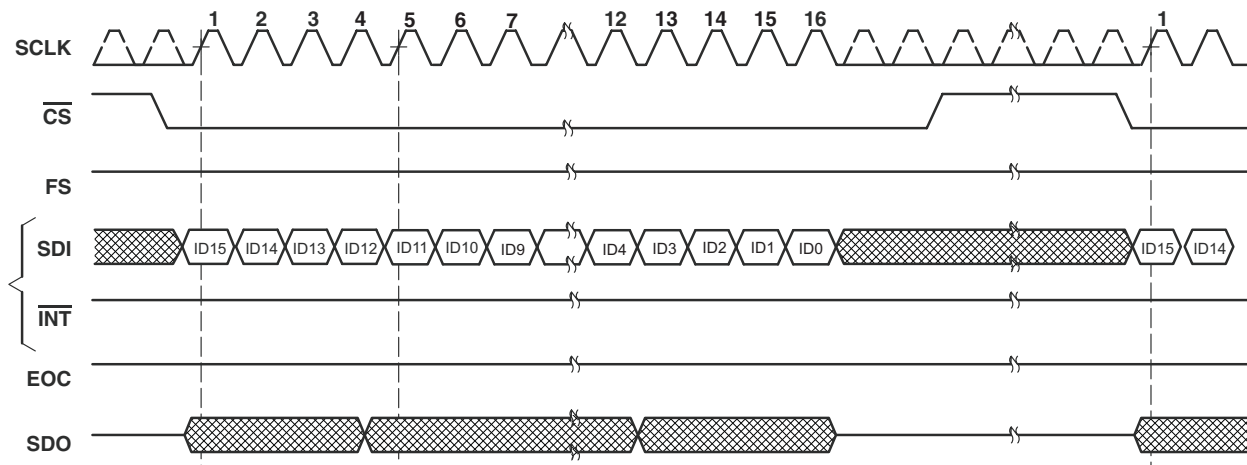 1 2 3 4 5 6 7 12 13 14 15 16 1
SCLK
CS
FS
SDI ID15 ID14 ID13 ID12 ID11 ID10 ID9 ID4 ID3 ID2 ID1 ID0 ID15 ID14
INT
EOC
SDO